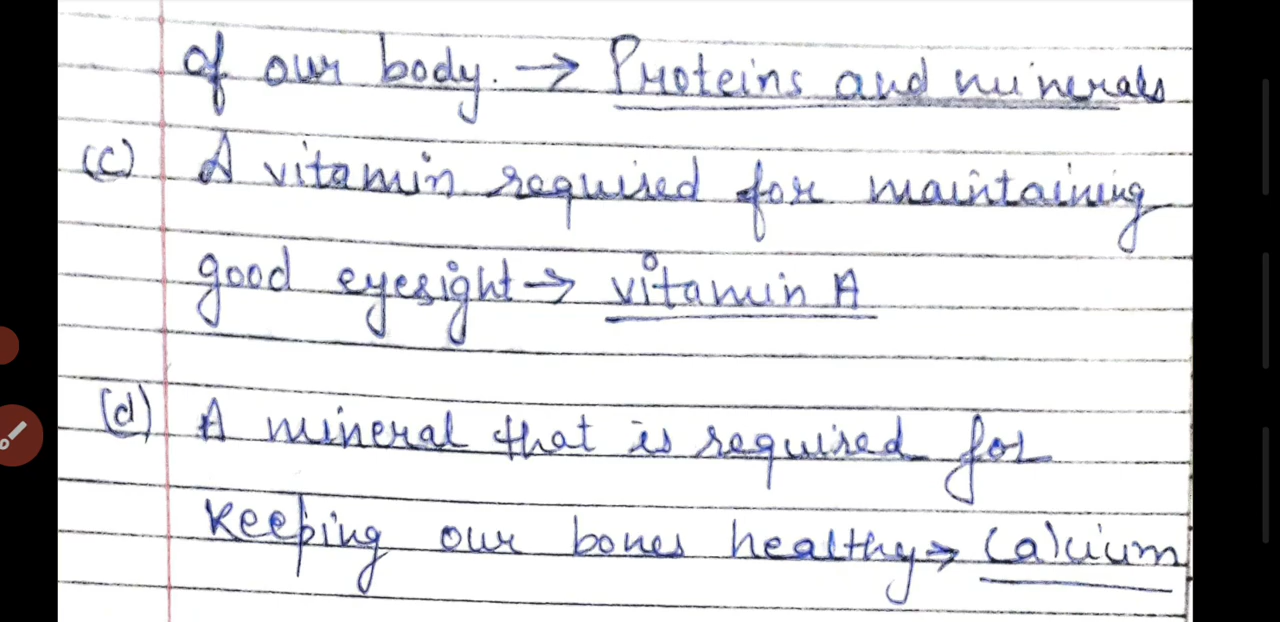 of our body. → Proteins and minerals
(c) A vitamin required for maintaining
good eyesight → vitamin A
(d) A mineral that is required for
keeping our bones healthy → Calcium